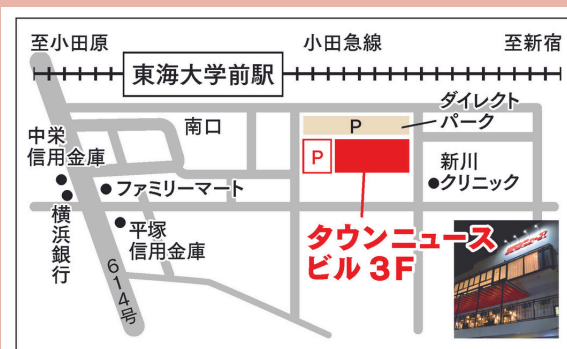 至小田原
小田急線
至新宿
東海大学前駅
ダイレクト
パーク
P
南口
中栄
信用金庫
P
新川
クリニック
ファミリーマート
横浜銀行
平塚
信用金庫
タウンニュース
ビル3F
614号